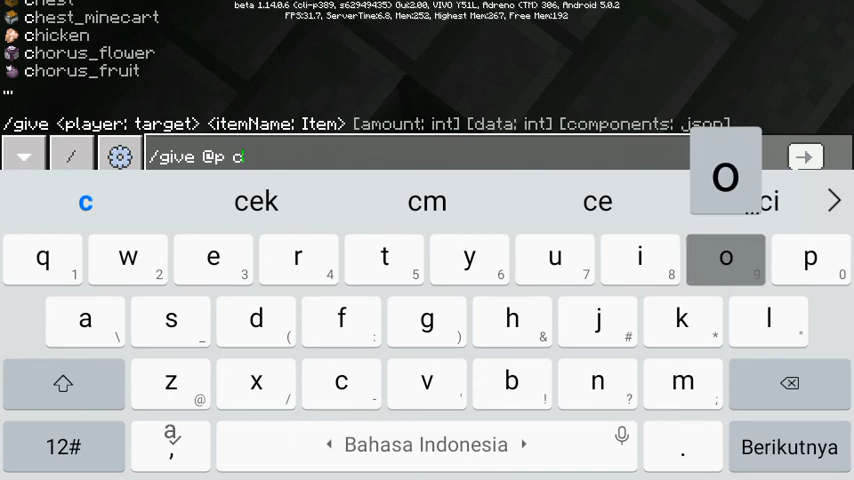 beta 1.14.0.6 (cli-p389, s62949435) Gui:2.00, VIVO Y51L, Adreno (TM) 306, Android 5.0.2
FPS:31.7, ServerTime:6.8, Mem:252, Highest Mem:267, Free Mem:192
chest
chest_minecart
chicken
chorus_flower
chorus_fruit
...
/give <player: target> <itemName: Item> [amount: int] [data: int] [components: json]
/ /give @p c
o
c cek cm ce ci
q w e r t y u i o p
1 2 3 4 5 6 7 8 9 0
a s d f g h j k l
\ _ ( : ) & # * "
z x c v b n m
@ / - ' ! ? ;
12# a , Bahasa Indonesia . Berikutnya